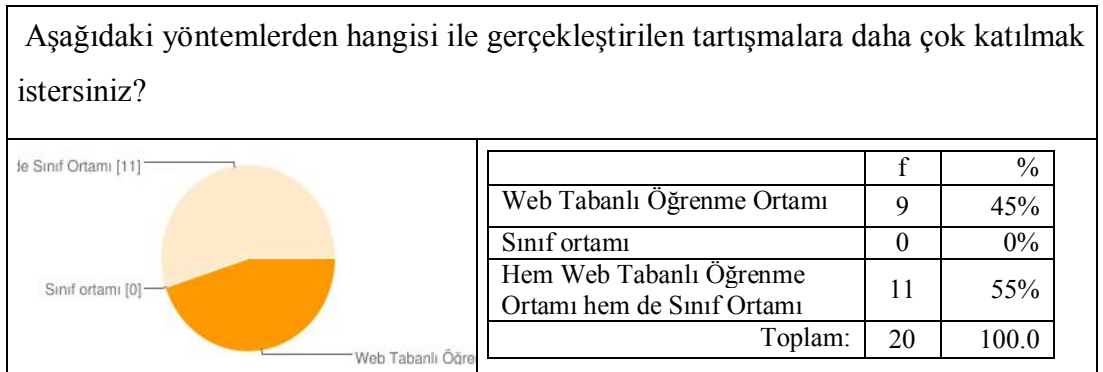 Aşağıdaki yöntemlerden hangisi ile gerçekleştirilen tartışmalara daha çok katılmak
istersiniz?
de Sınıf Ortamı [11]
Sınıf ortamı [0]
Web Tabanlı Öğre
f %
Web Tabanlı Öğrenme Ortamı 9 45%
Sınıf ortamı 0 0%
Hem Web Tabanlı Öğrenme
Ortamı hem de Sınıf Ortamı 11 55%
Toplam: 20 100.0